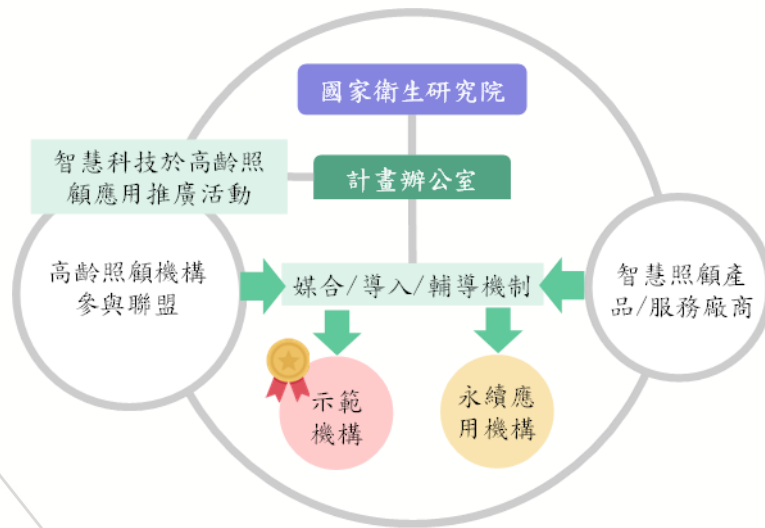 國家衛生研究院
智慧科技於高齡照
顧應用推廣活動
計畫辦公室
高齡照顧機構
參與聯盟
媒合/導入/輔導機制
智慧照顧產
品/服務廠商
示範
機構
永續應
用機構